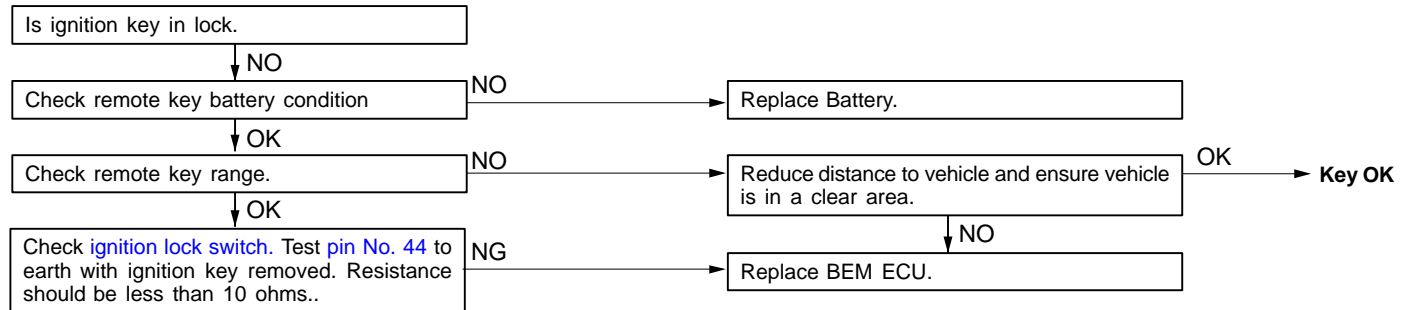 Is ignition key in lock.
NO
Check remote key battery condition
NO
Replace Battery.
OK
Check remote key range.
NO
Reduce distance to vehicle and ensure vehicle
is in a clear area.
OK
Key OK
OK
NO
Check ignition lock switch. Test pin No. 44 to
earth with ignition key removed. Resistance
should be less than 10 ohms..
NG
Replace BEM ECU.